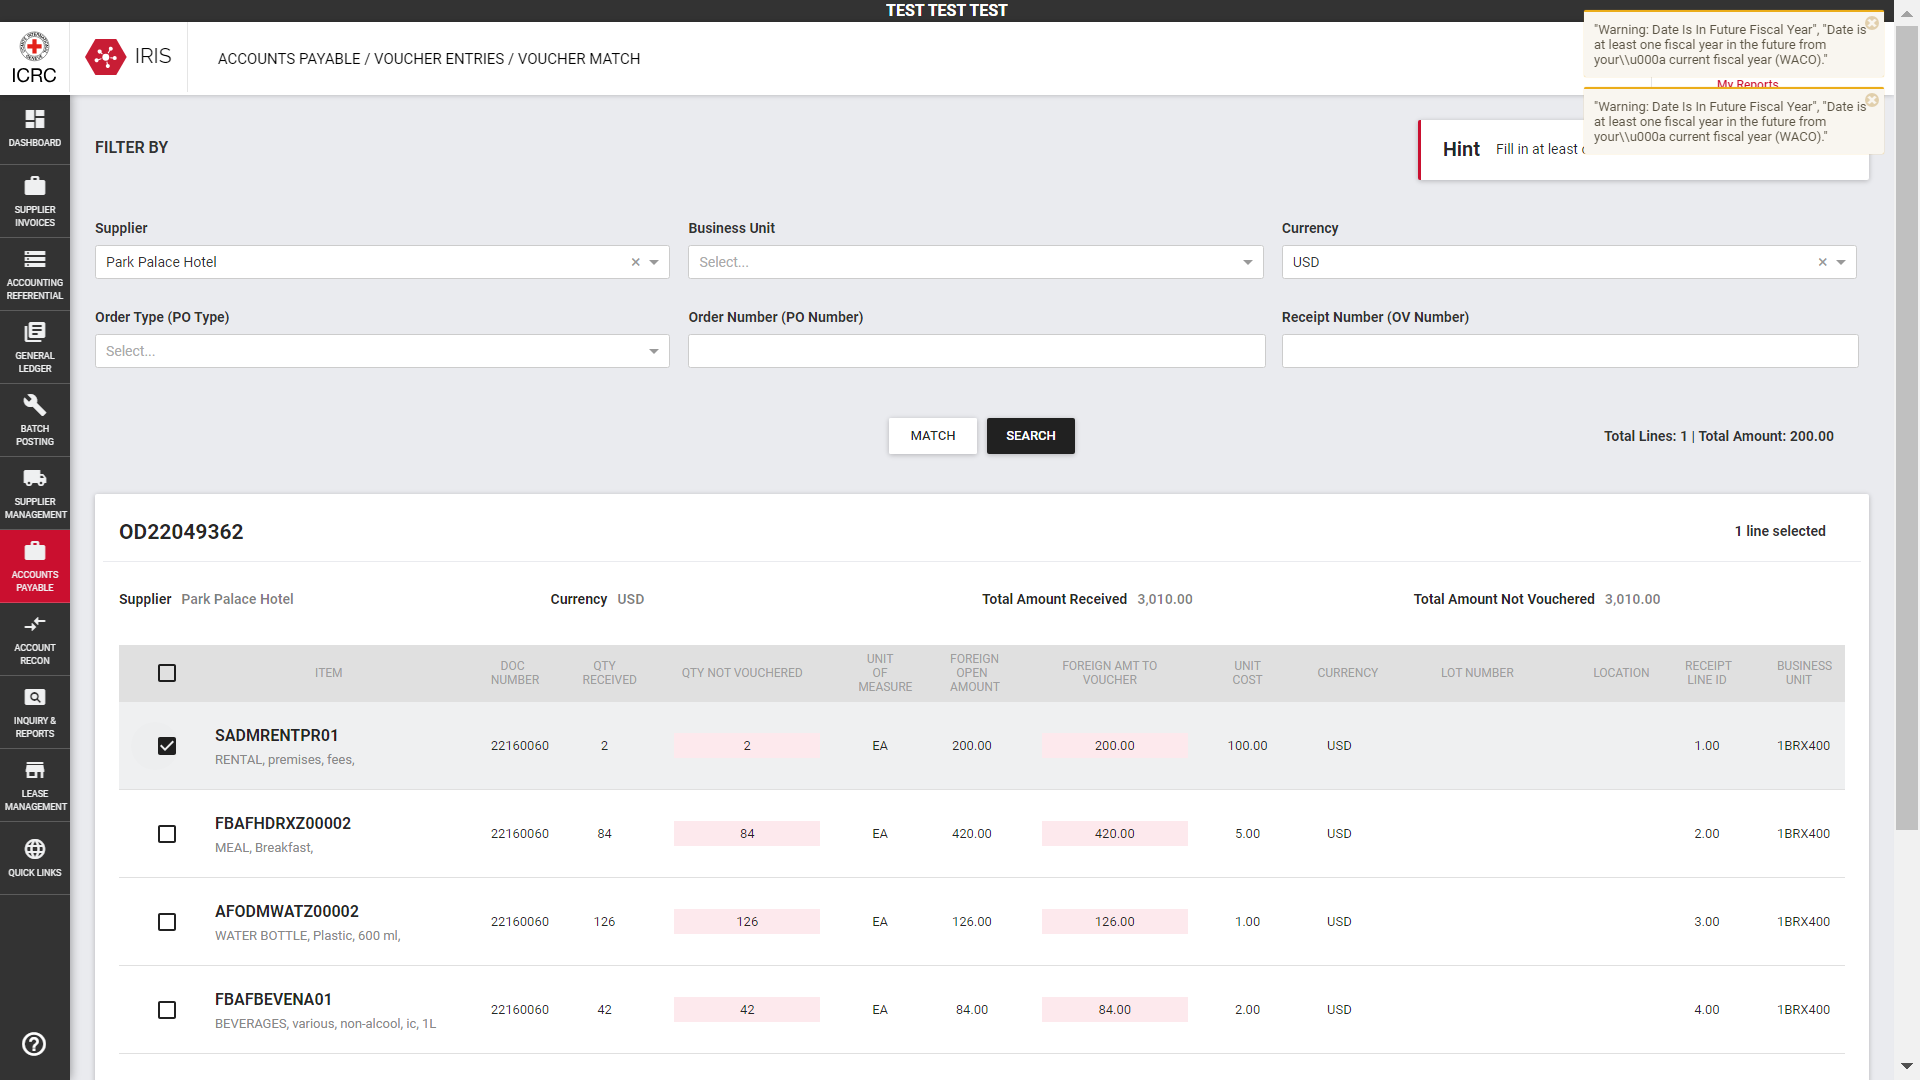 TEST TEST TEST
ICRC
IRIS
ACCOUNTS PAYABLE / VOUCHER ENTRIES / VOUCHER MATCH
"Warning: Date Is In Future Fiscal Year", "Date is
at least one fiscal year in the future from
your\\u000a current fiscal year (WACO)."
My Reports
"Warning: Date Is In Future Fiscal Year", "Date is
at least one fiscal year in the future from
your\\u000a current fiscal year (WACO)."
DASHBOARD
SUPPLIER
INVOICES
ACCOUNTING
REFERENTIAL
GENERAL
LEDGER
BATCH
POSTING
SUPPLIER
MANAGEMENT
ACCOUNTS
PAYABLE
ACCOUNT
RECON
INQUIRY &
REPORTS
LEASE
MANAGEMENT
QUICK LINKS
FILTER BY
Hint Fill in at least
Supplier Business Unit Currency
Park Palace Hotel Select... USD
Order Type (PO Type) Order Number (PO Number) Receipt Number (OV Number)
Select...
MATCH SEARCH Total Lines: 1 | Total Amount: 200.00
OD22049362 1 line selected
Supplier Park Palace Hotel Currency USD Total Amount Received 3,010.00 Total Amount Not Vouchered 3,010.00
ITEM DOC NUMBER QTY RECEIVED QTY NOT VOUCHERED UNIT OF MEASURE FOREIGN OPEN AMOUNT FOREIGN AMT TO VOUCHER UNIT COST CURRENCY LOT NUMBER LOCATION RECEIPT LINE ID BUSINESS UNIT
SADMRENTPR01
RENTAL, premises, fees,
22160060 2 2 EA 200.00 200.00 100.00 USD 1.00 1BRX400
FBAFHDRXZ00002
MEAL, Breakfast,
22160060 84 84 EA 420.00 420.00 5.00 USD 2.00 1BRX400
AFODMWATZ00002
WATER BOTTLE, Plastic, 600 ml,
22160060 126 126 EA 126.00 126.00 1.00 USD 3.00 1BRX400
FBAFBEVENA01
BEVERAGES, various, non-alcool, ic, 1L
22160060 42 42 EA 84.00 84.00 2.00 USD 4.00 1BRX400